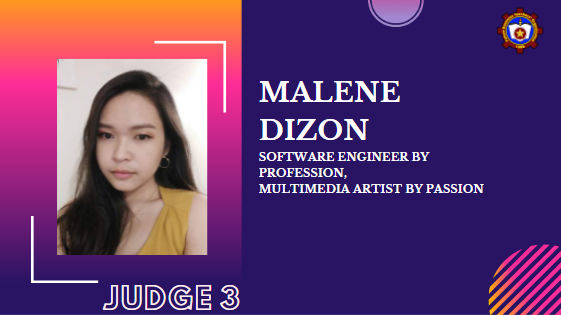 MALENE
DIZON
SOFTWARE ENGINEER BY
PROFESSION,
MULTIMEDIA ARTIST BY PASSION
JUDGE 3